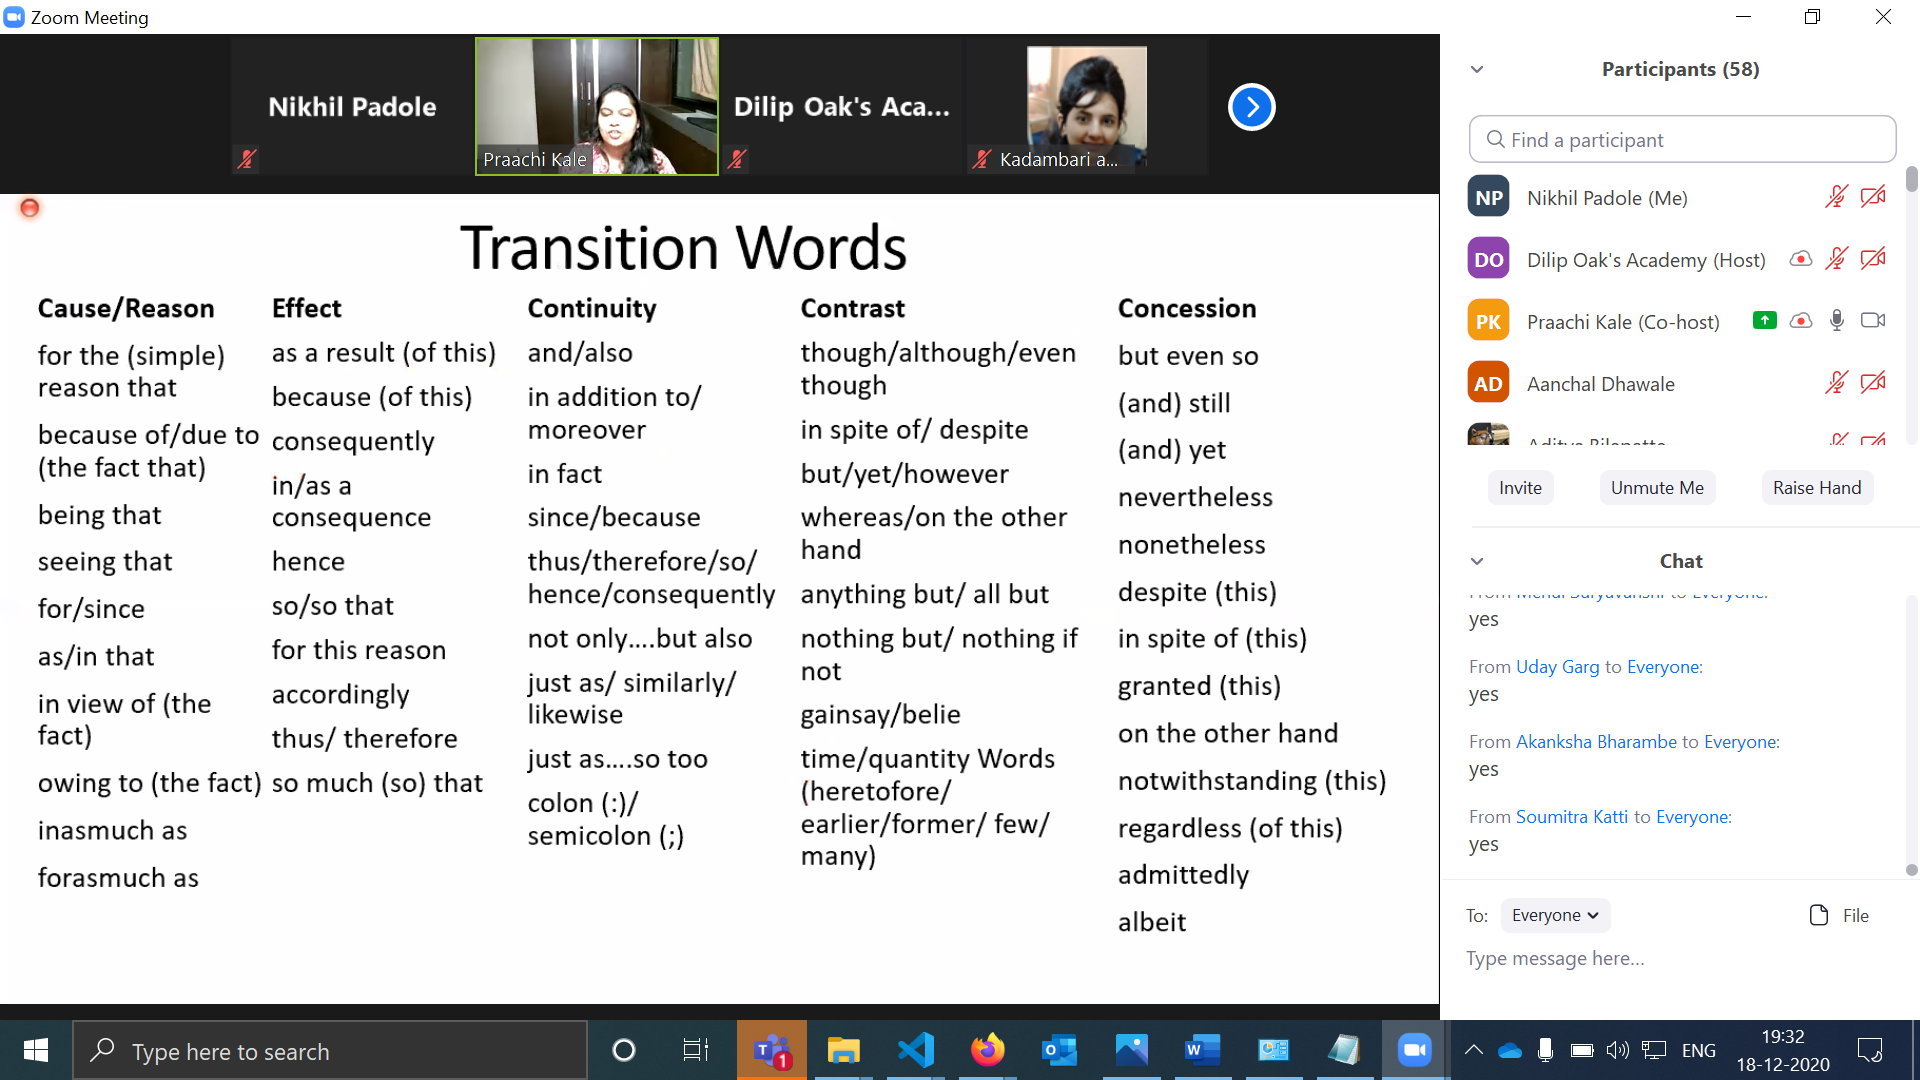 Zoom Meeting
Nikhil Padole
Praachi Kale
Dilip Oak's Aca...
Kadambari a...
Transition Words
Cause/Reason
for the (simple)
reason that
because of/due to
(the fact that)
being that
seeing that
for/since
as/in that
in view of (the
fact)
owing to (the fact)
inasmuch as
forasmuch as
Effect
as a result (of this)
because (of this)
consequently
in/as a
consequence
hence
so/so that
for this reason
accordingly
thus/ therefore
so much (so) that
Continuity
and/also
in addition to/
moreover
in fact
since/because
thus/therefore/so/
hence/consequently
not only....but also
just as/ similarly/
likewise
just as....so too
colon (:)/
semicolon (;)
Contrast
though/although/even
though
in spite of/ despite
but/yet/however
whereas/on the other
hand
anything but/ all but
nothing but/ nothing if
not
gainsay/belie
time/quantity Words
(heretofore/
earlier/former/ few/
many)
Concession
but even so
(and) still
(and) yet
nevertheless
nonetheless
despite (this)
in spite of (this)
granted (this)
on the other hand
notwithstanding (this)
regardless (of this)
admittedly
albeit
Participants (58)
Find a participant
NP Nikhil Padole (Me)
DO Dilip Oak's Academy (Host)
PK Praachi Kale (Co-host)
AD Aanchal Dhawale
Invite Unmute Me Raise Hand
Chat
yes
From Uday Garg to Everyone:
yes
From Akanksha Bharambe to Everyone:
yes
From Soumitra Katti to Everyone:
yes
To: Everyone File
Type message here...
Type here to search
1
ENG
19:32
18-12-2020